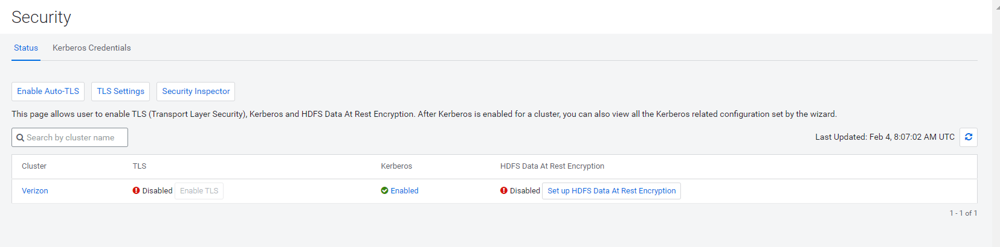 Security
Status Kerberos Credentials
Enable Auto-TLS TLS Settings Security Inspector
This page allows user to enable TLS (Transport Layer Security), Kerberos and HDFS Data At Rest Encryption. After Kerberos is enabled for a cluster, you can also view all the Kerberos related configuration set by the wizard.
Search by cluster name Last Updated: Feb 4, 8:07:02 AM UTC
Cluster TLS Kerberos HDFS Data At Rest Encryption
Verizon Disabled Enable TLS Enabled Disabled Set up HDFS Data At Rest Encryption
1 - 1 of 1